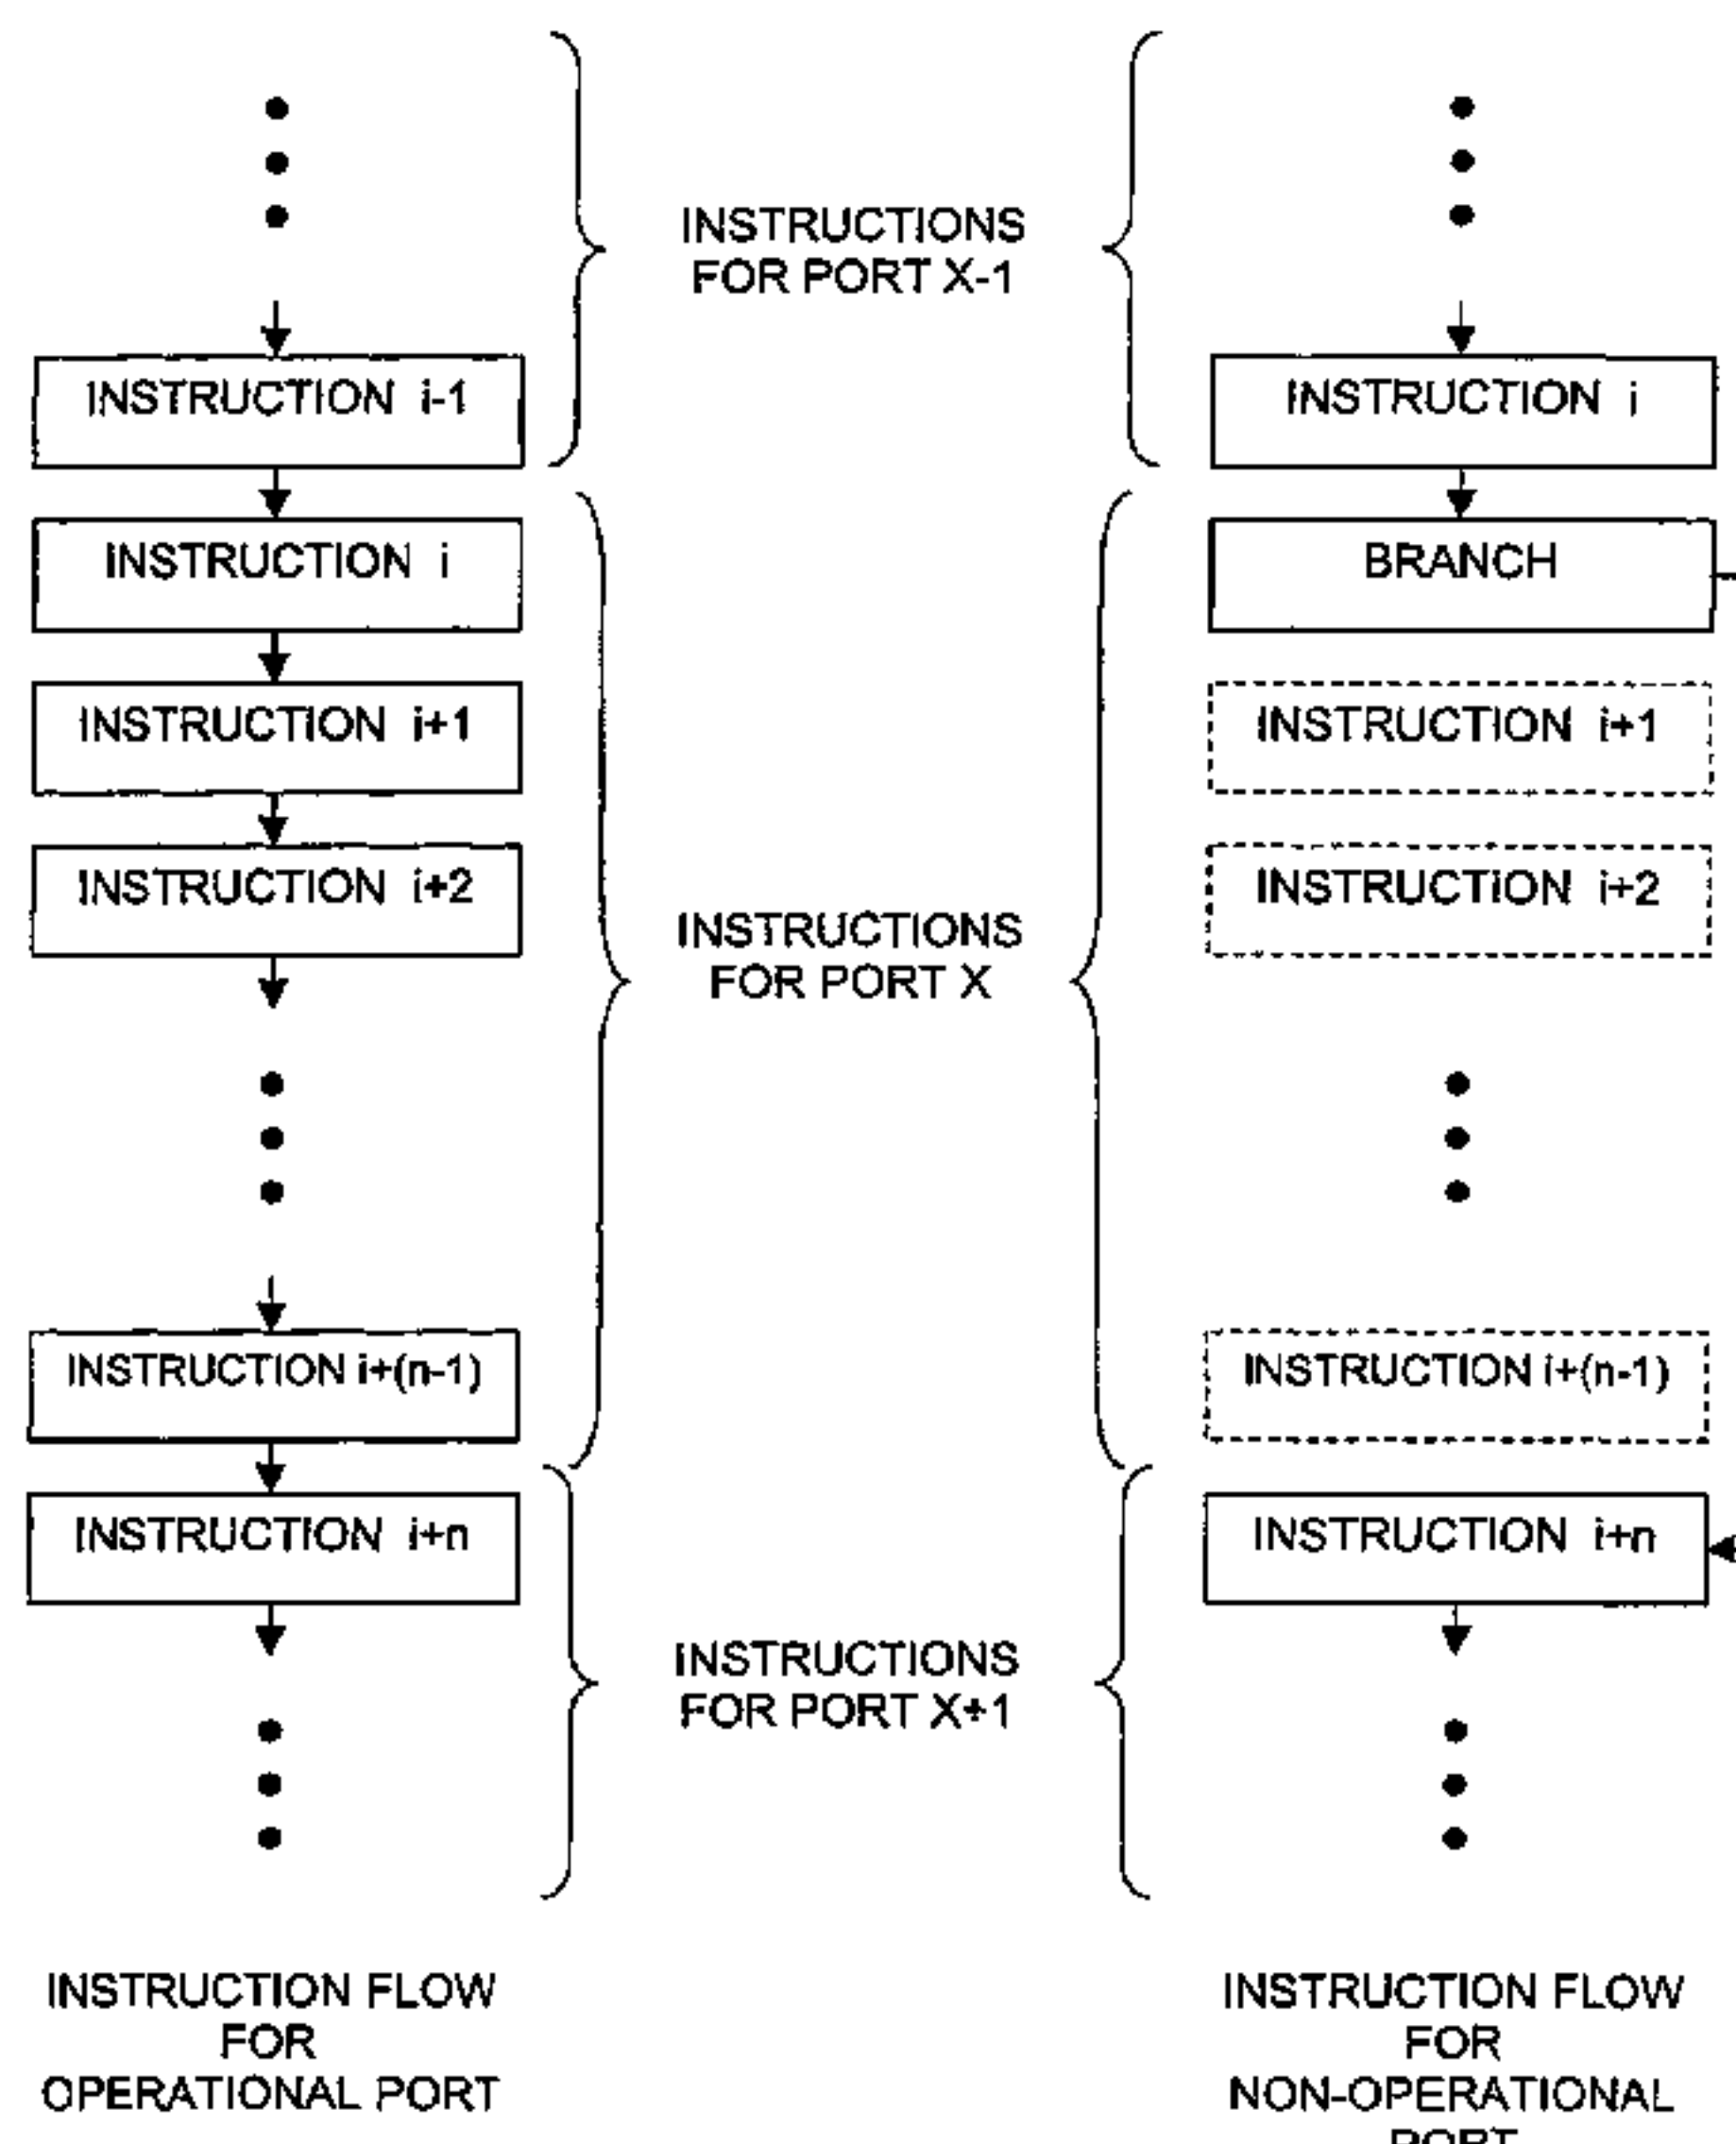 INSTRUCTIONS
FOR PORT X-1
INSTRUCTION i-1
INSTRUCTION i
INSTRUCTION i
BRANCH
INSTRUCTION i+1
INSTRUCTION i+1
INSTRUCTION i+2
INSTRUCTION i+2
INSTRUCTIONS
FOR PORT X
INSTRUCTION i+(n-1)
INSTRUCTION i+(n-1)
INSTRUCTION i+n
INSTRUCTION i+n
INSTRUCTIONS
FOR PORT X+1
INSTRUCTION FLOW
FOR
OPERATIONAL PORT
INSTRUCTION FLOW
FOR
NON-OPERATIONAL
PORT